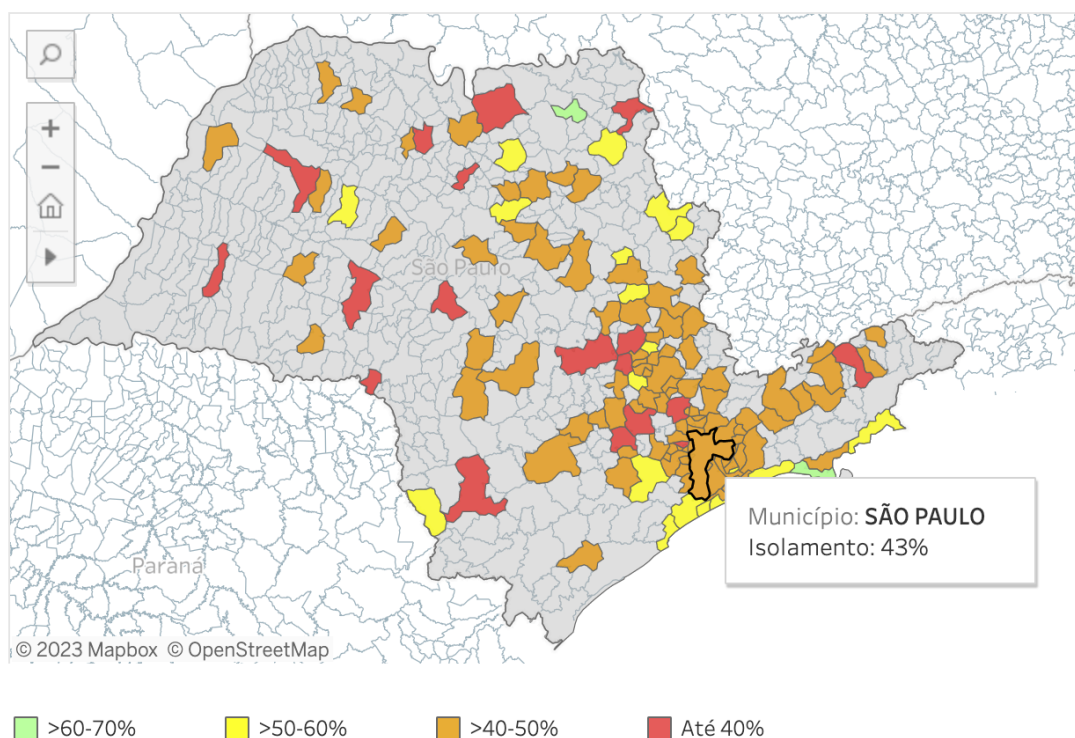 São Paulo
Município: SÃO PAULO
Isolamento: 43%
Paraná
© 2023 Mapbox © OpenStreetMap
>60-70%
>50-60%
>40-50%
Até 40%